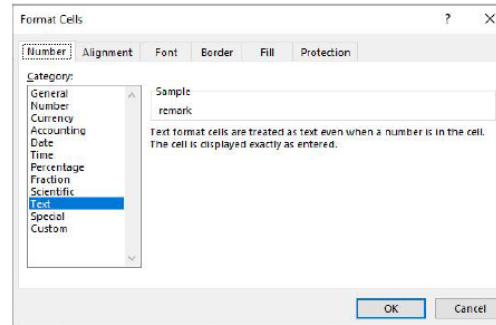 Format Cells ? ×
Number Alignment Font Border Fill Protection
Category:
General
Number
Currency
Accounting
Date
Time
Percentage
Fraction
Scientific
Text
Special
Custom
Sample
remark
Text format cells are treated as text even when a number is in the cell.
The cell is displayed exactly as entered.
OK Cancel